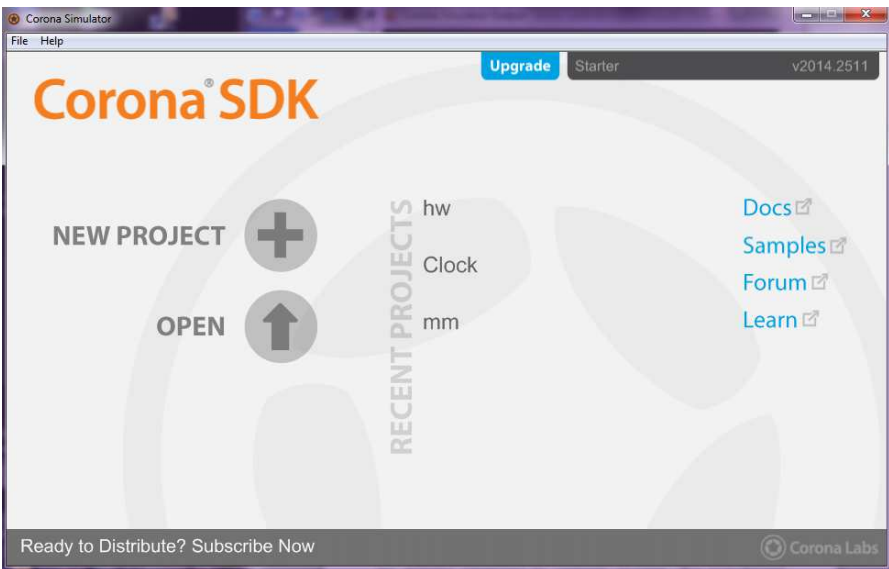 Corona Simulator
File Help
Upgrade Starter v2014.2511
Corona® SDK
NEW PROJECT
OPEN
RECENT PROJECTS
hw
Clock
mm
Docs
Samples
Forum
Learn
Ready to Distribute? Subscribe Now
Corona Labs